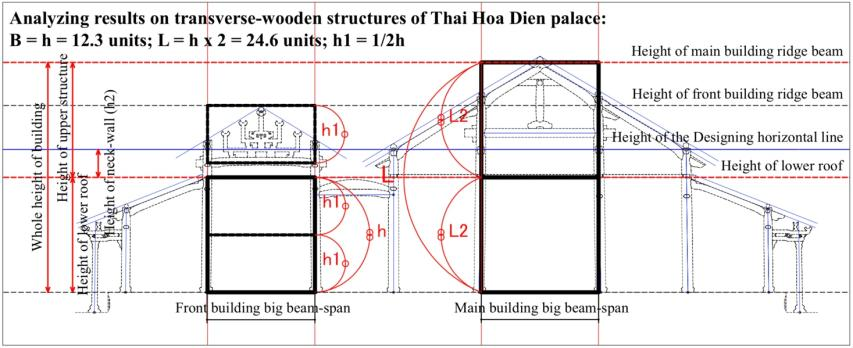 Analyzing results on transverse-wooden structures of Thai Hoa Dien palace:
B = h = 12.3 units; L = h x 2 = 24.6 units; h1 = 1/2h
Height of main building ridge beam
Height of front building ridge beam
Height of the Designing horizontal line
Height of lower roof
Whole height of building
Height of upper structure
Height of lower roof
Height of neck-wall (h2)
h1
h1
h1
h
L
L2
L2
Front building big beam-span
Main building big beam-span